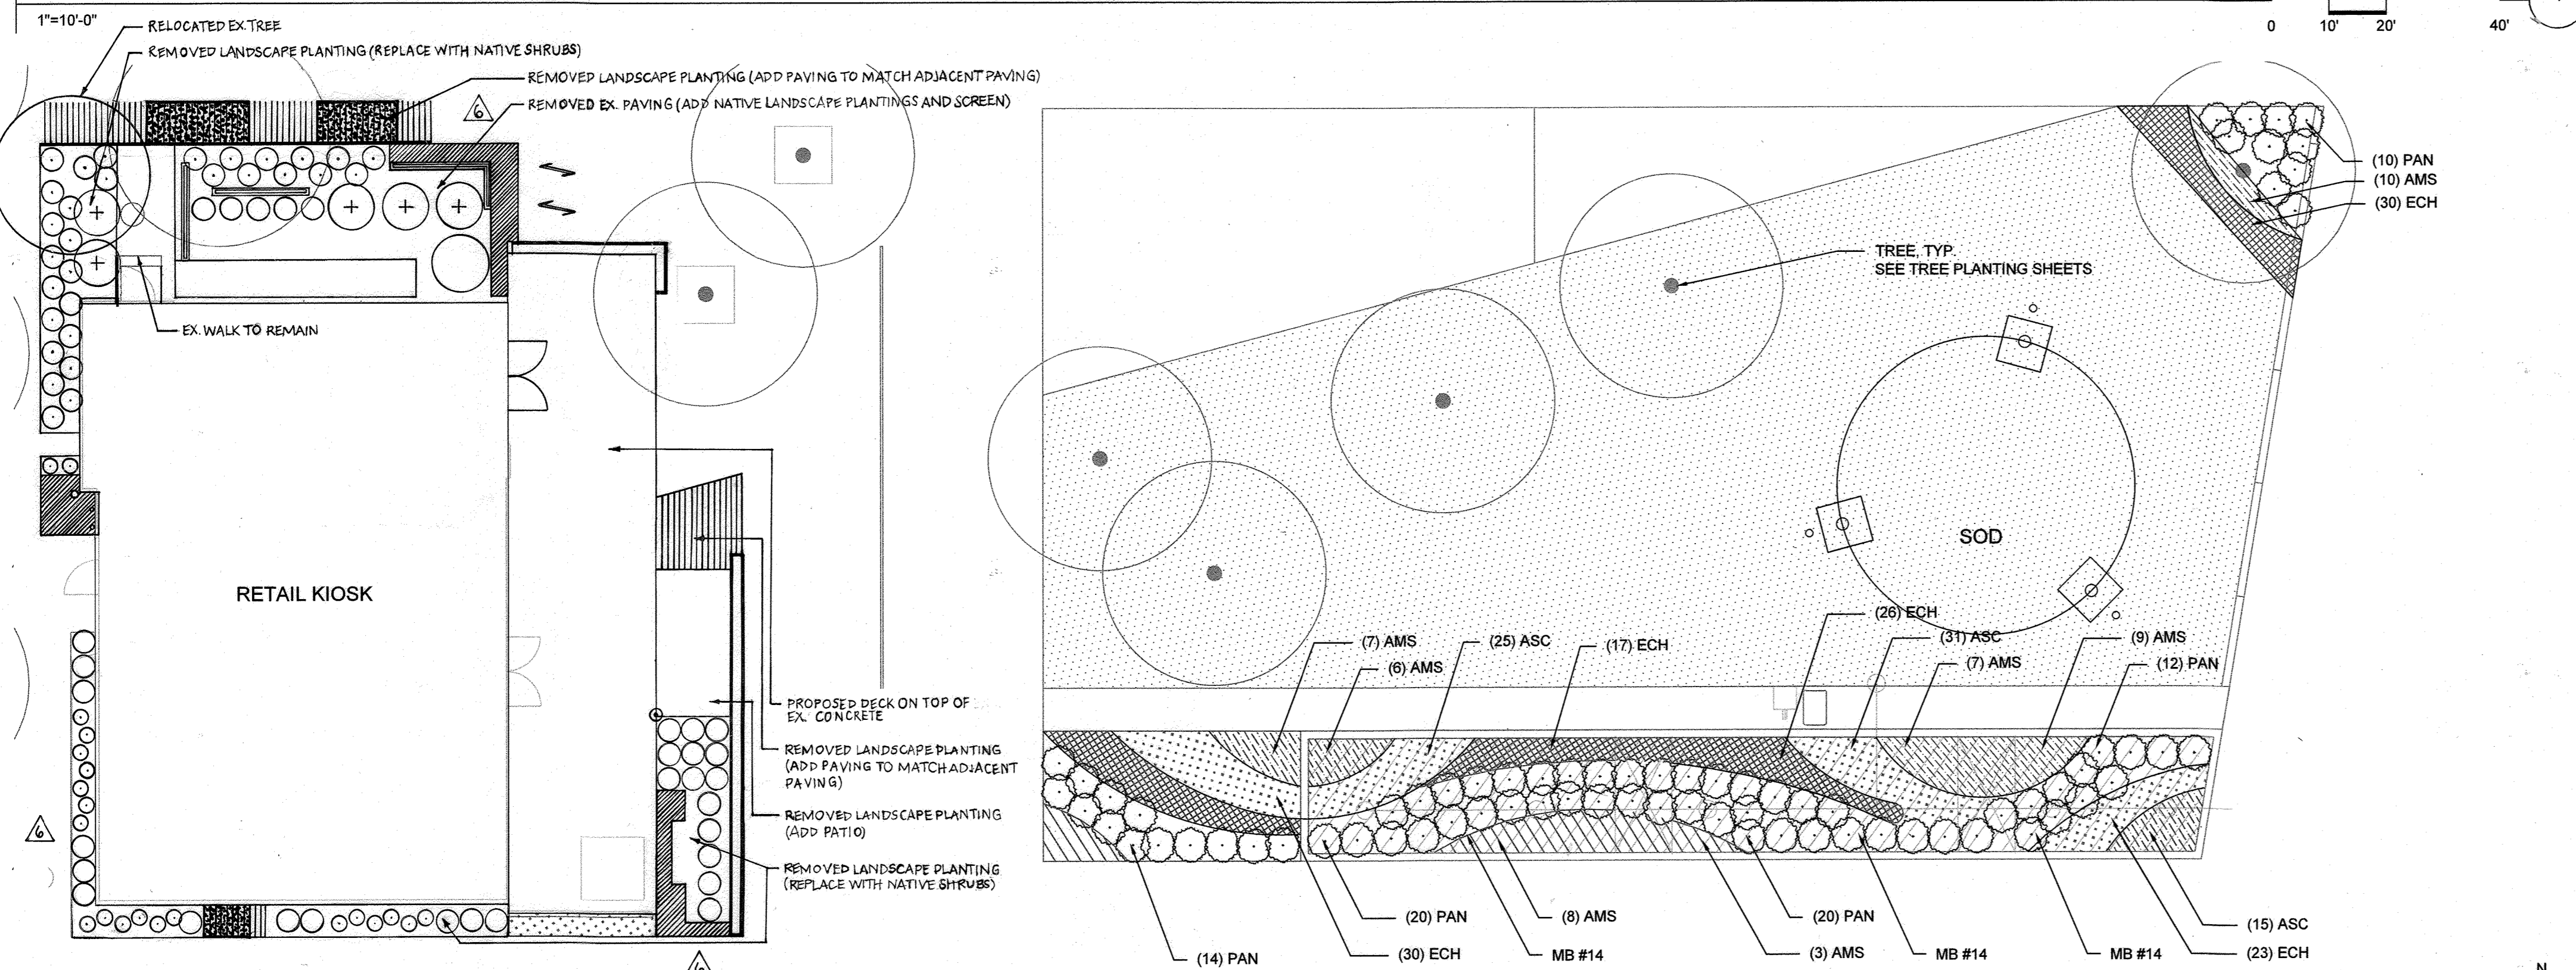 1"=10'-0"
0 10' 20' 40'
RELOCATED EX. TREE
REMOVED LANDSCAPE PLANTING (REPLACE WITH NATIVE SHRUBS)
REMOVED LANDSCAPE PLANTING (ADD PAVING TO MATCH ADJACENT PAVING)
6
REMOVED EX. PAVING (ADD NATIVE LANDSCAPE PLANTINGS AND SCREEN)
EX. WALK TO REMAIN
RETAIL KIOSK
PROPOSED DECK ON TOP OF
EX. CONCRETE
REMOVED LANDSCAPE PLANTING
(ADD PAVING TO MATCH ADJACENT
PAVING)
REMOVED LANDSCAPE PLANTING
(ADD PATIO)
REMOVED LANDSCAPE PLANTING
(REPLACE WITH NATIVE SHRUBS)
6
6
(10) PAN
(10) AMS
(30) ECH
TREE, TYP.
SEE TREE PLANTING SHEETS
SOD
(7) AMS
(6) AMS
(25) ASC
(17) ECH
(26) ECH
(31) ASC
(7) AMS
(9) AMS
(12) PAN
(14) PAN
(20) PAN
(30) ECH
(8) AMS
MB #14
(20) PAN
(3) AMS
MB #14
MB #14
(15) ASC
(23) ECH
N